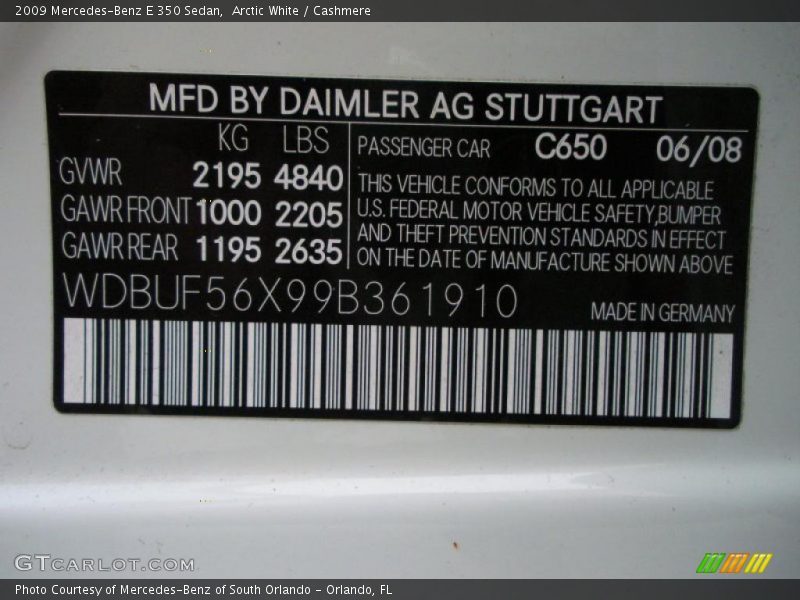 2009 Mercedes-Benz E 350 Sedan, Arctic White / Cashmere
MFD BY DAIMLER AG STUTTGART
KG LBS
GVWR 2195 4840
GAWR FRONT 1000 2205
GAWR REAR 1195 2635
PASSENGER CAR C650 06/08
THIS VEHICLE CONFORMS TO ALL APPLICABLE
U.S. FEDERAL MOTOR VEHICLE SAFETY,BUMPER
AND THEFT PREVENTION STANDARDS IN EFFECT
ON THE DATE OF MANUFACTURE SHOWN ABOVE
WDBUF56X99B361910
MADE IN GERMANY
GTCARLOT.COM
Photo Courtesy of Mercedes-Benz of South Orlando - Orlando, FL